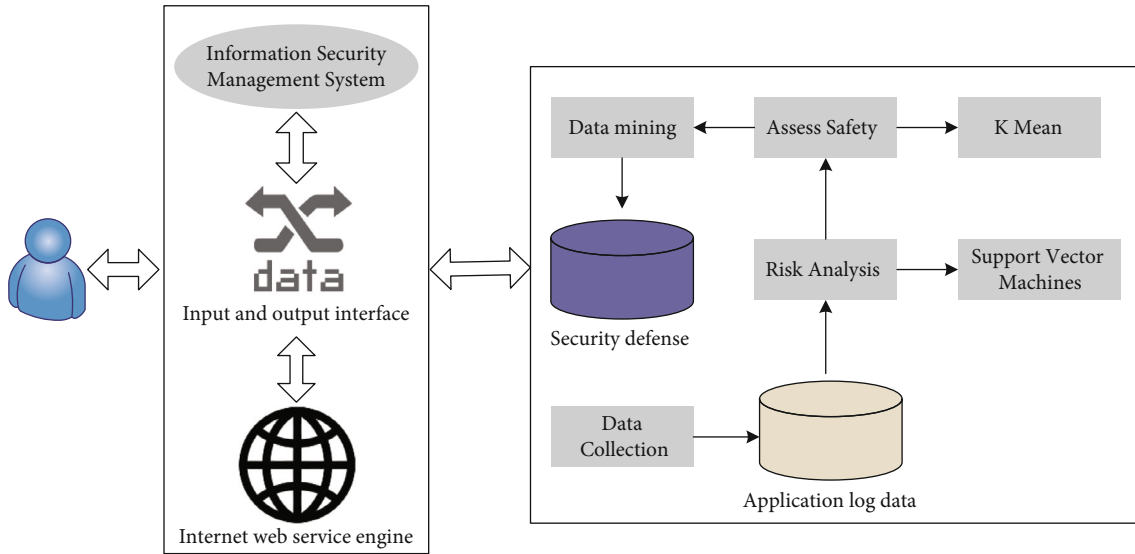 Information Security
Management System
data
Input and output interface
Internet web service engine
Data mining
Assess Safety
K Mean
Security defense
Risk Analysis
Support Vector
Machines
Data
Collection
Application log data